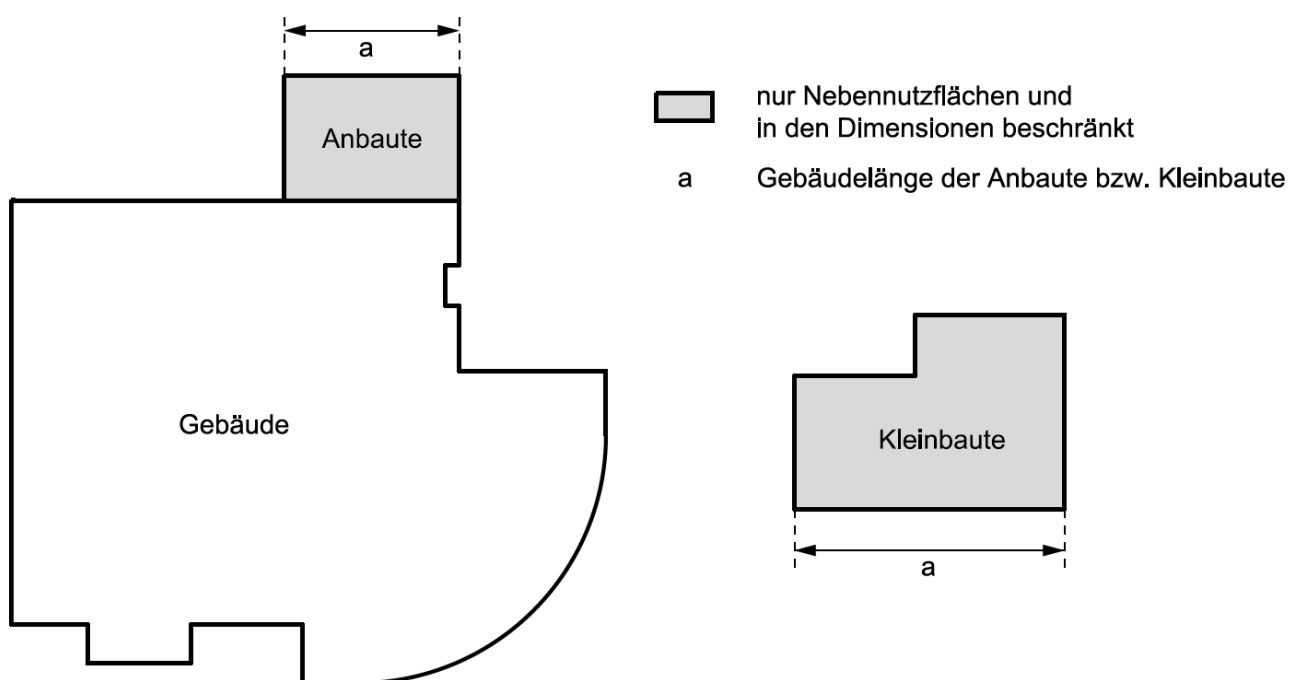 a
Anbaute
nur Nebennutzflächen und
in den Dimensionen beschränkt
a Gebäudelänge der Anbaute bzw. Kleinbaute
Gebäude
Kleinbaute
a